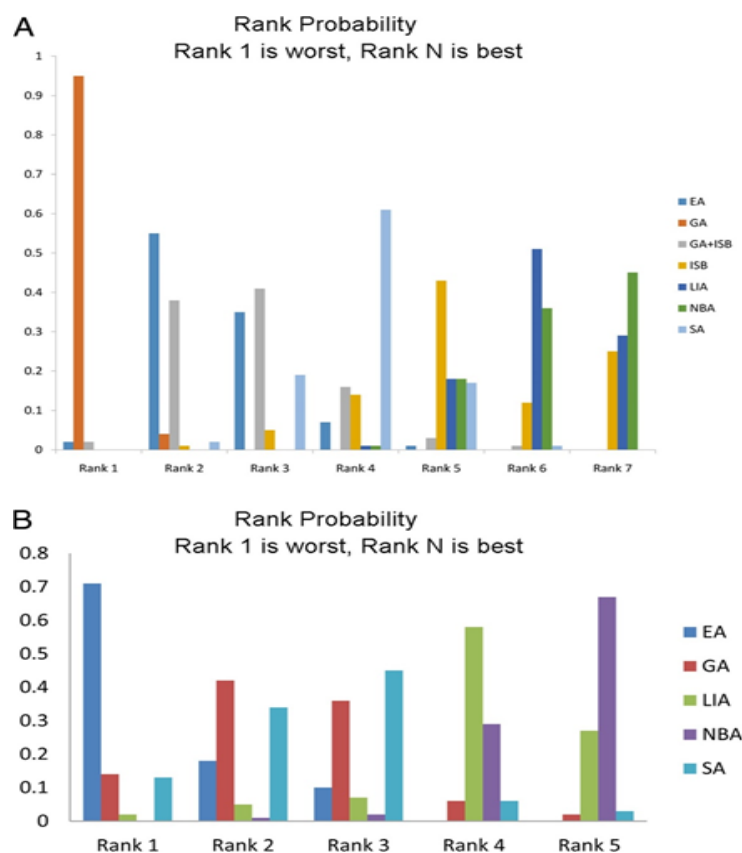 A
Rank Probability
Rank 1 is worst, Rank N is best
1
0.9
0.8
0.7
0.6
0.5
0.4
0.3
0.2
0.1
0
Rank 1 Rank 2 Rank 3 Rank 4 Rank 5 Rank 6 Rank 7
EA
GA
GA+ISB
ISB
LIA
NBA
SA
B
Rank Probability
Rank 1 is worst, Rank N is best
0.8
0.7
0.6
0.5
0.4
0.3
0.2
0.1
0
Rank 1 Rank 2 Rank 3 Rank 4 Rank 5
EA
GA
LIA
NBA
SA